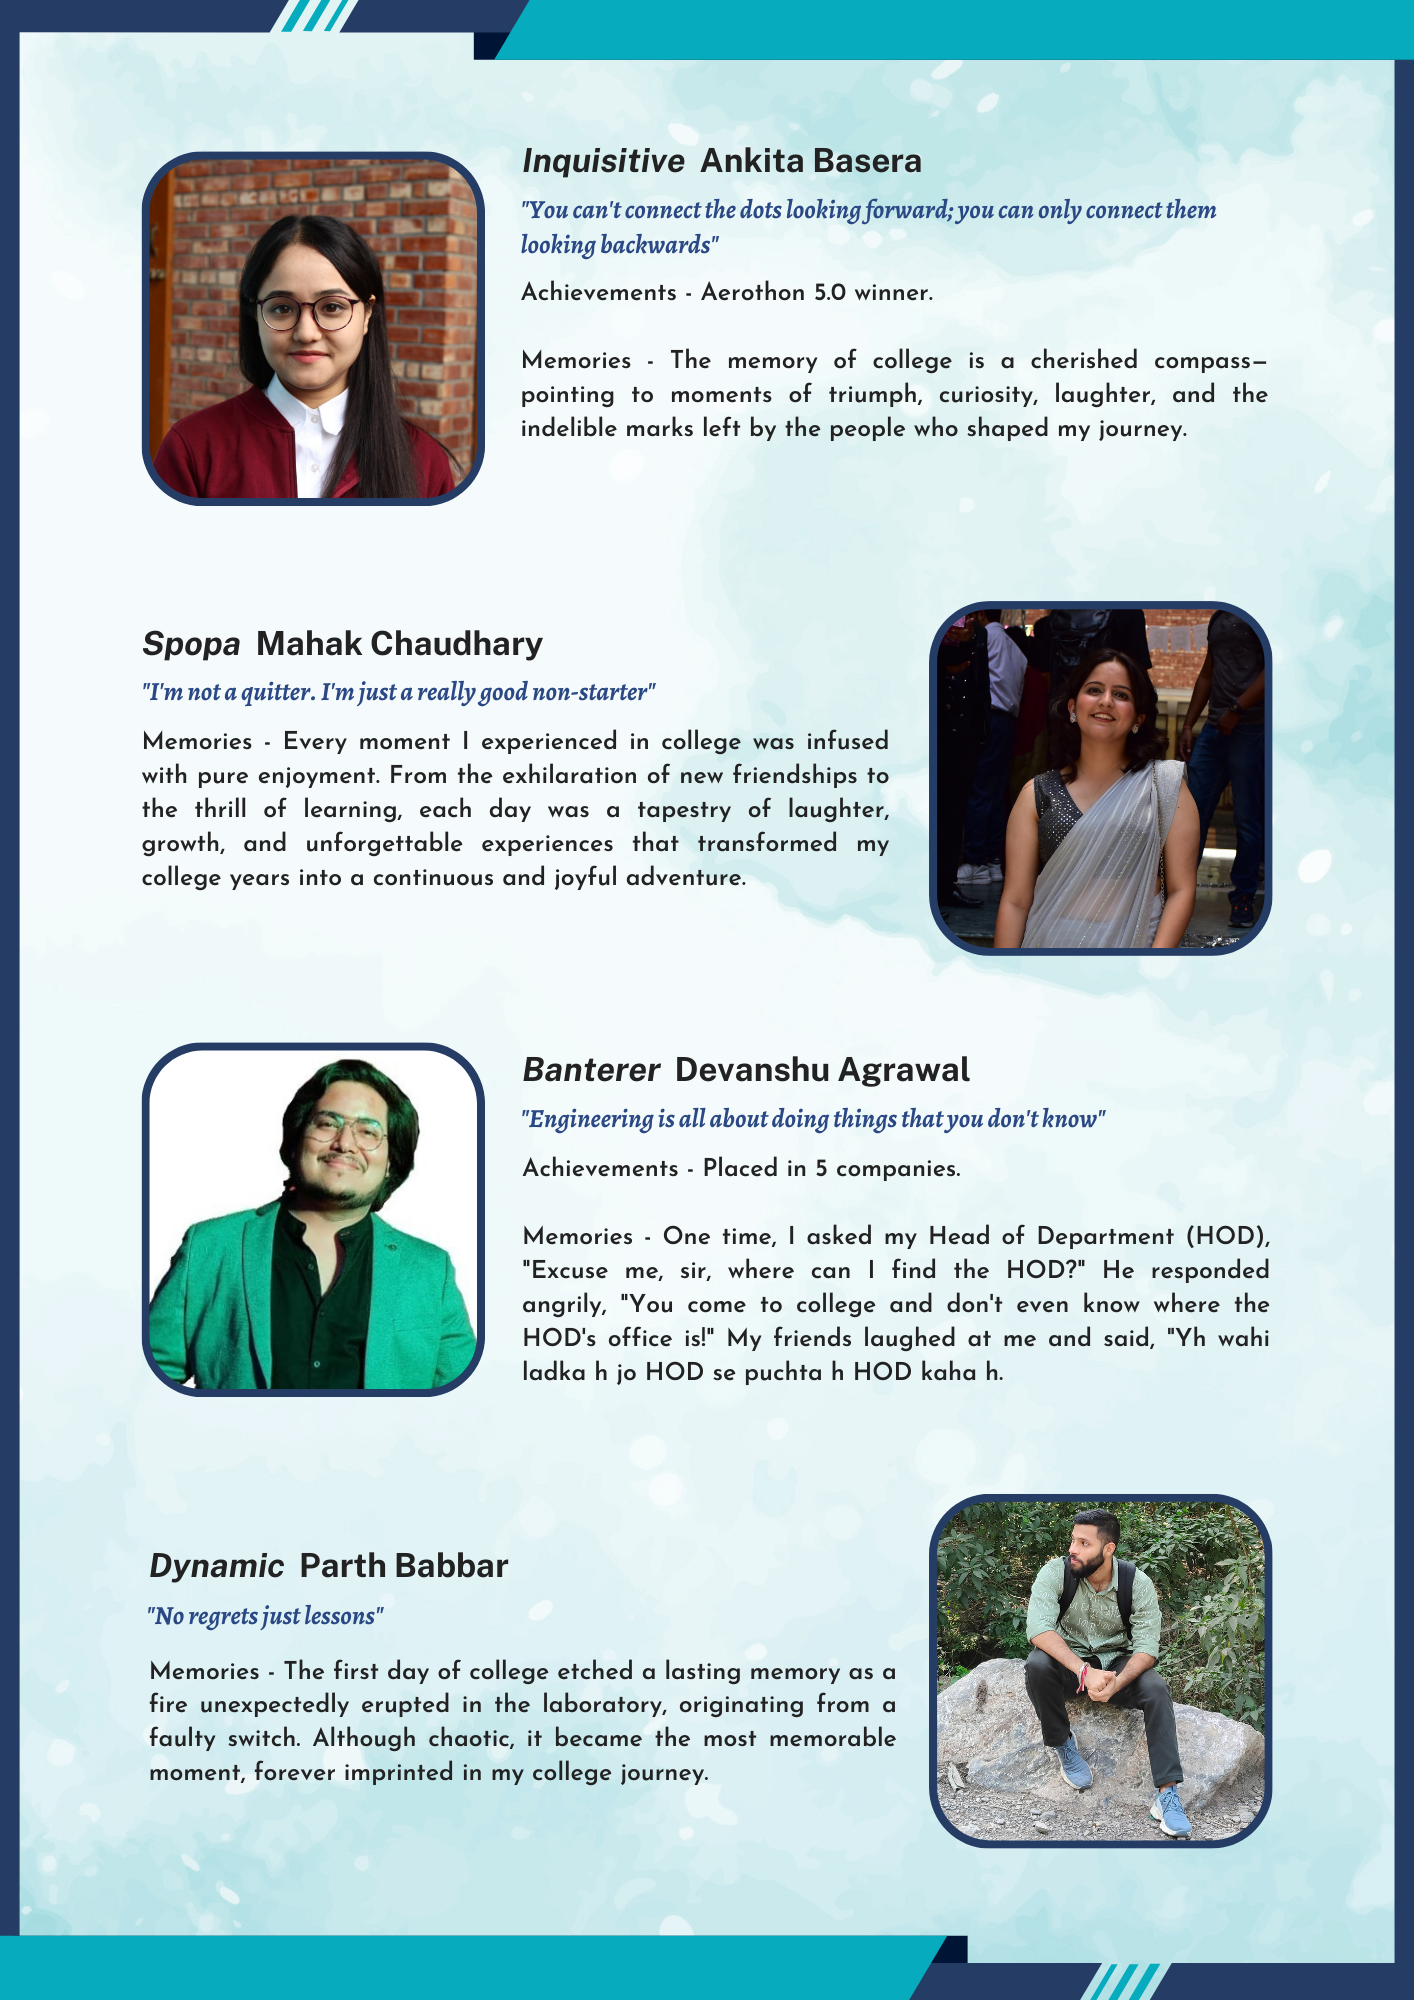 Inquisitive Ankita Basera
"You can't connect the dots looking forward; you can only connect them
looking backwards"
Achievements - Aerothon 5.0 winner.
Memories - The memory of college is a cherished compass—
pointing to moments of triumph, curiosity, laughter, and the
indelible marks left by the people who shaped my journey.
Spopa Mahak Chaudhary
"I'm not a quitter. I'm just a really good non-starter"
Memories - Every moment I experienced in college was infused
with pure enjoyment. From the exhilaration of new friendships to
the thrill of learning, each day was a tapestry of laughter,
growth, and unforgettable experiences that transformed my
college years into a continuous and joyful adventure.
Banterer Devanshu Agrawal
"Engineering is all about doing things that you don't know"
Achievements - Placed in 5 companies.
Memories - One time, I asked my Head of Department (HOD),
"Excuse me, sir, where can I find the HOD?" He responded
angrily, "You come to college and don't even know where the
HOD's office is!" My friends laughed at me and said, "Yh wahi
ladka h jo HOD se puchta h HOD kaha h.
Dynamic Parth Babbar
"No regrets just lessons"
Memories - The first day of college etched a lasting memory as a
fire unexpectedly erupted in the laboratory, originating from a
faulty switch. Although chaotic, it became the most memorable
moment, forever imprinted in my college journey.